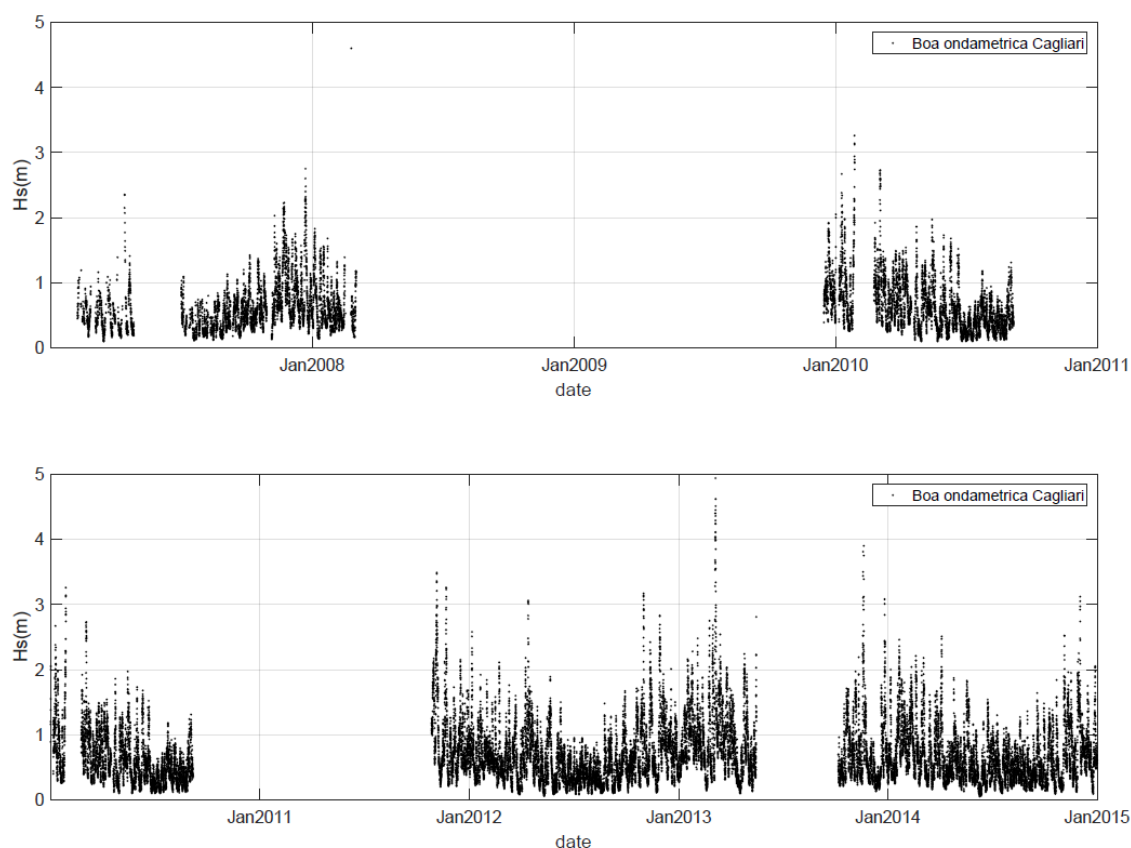 5
Boa ondametrica Cagliari
4
3
Hs(m)
2
1
0
Jan2008 Jan2009 Jan2010 Jan2011
date
5
Boa ondametrica Cagliari
4
3
Hs(m)
2
1
0
Jan2011 Jan2012 Jan2013 Jan2014 Jan2015
date